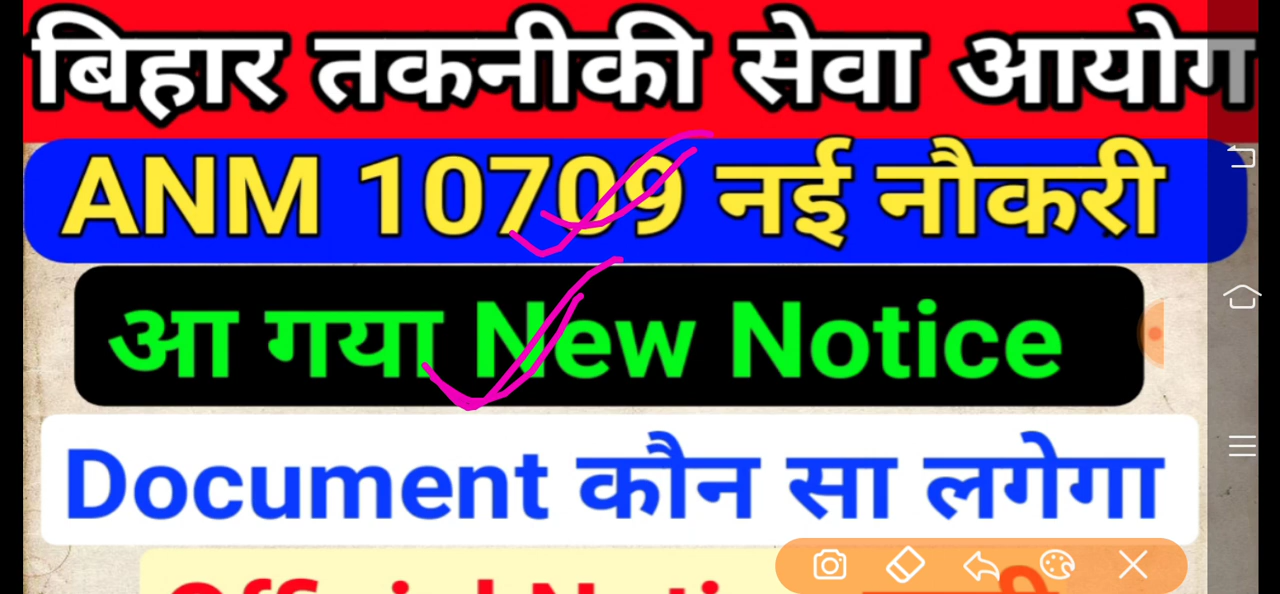 बिहार तकनीकी सेवा आयोग
ANM 10709 नई नौकरी
आ गया New Notice
Document कौन सा लगेगा